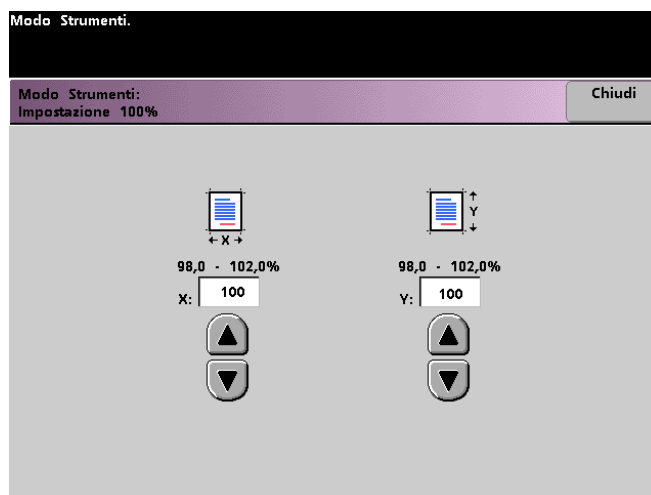 Modo Strumenti.
Modo Strumenti:
Impostazione 100%
Chiudi
X
Y
98,0 - 102,0%
98,0 - 102,0%
X: 100
Y: 100